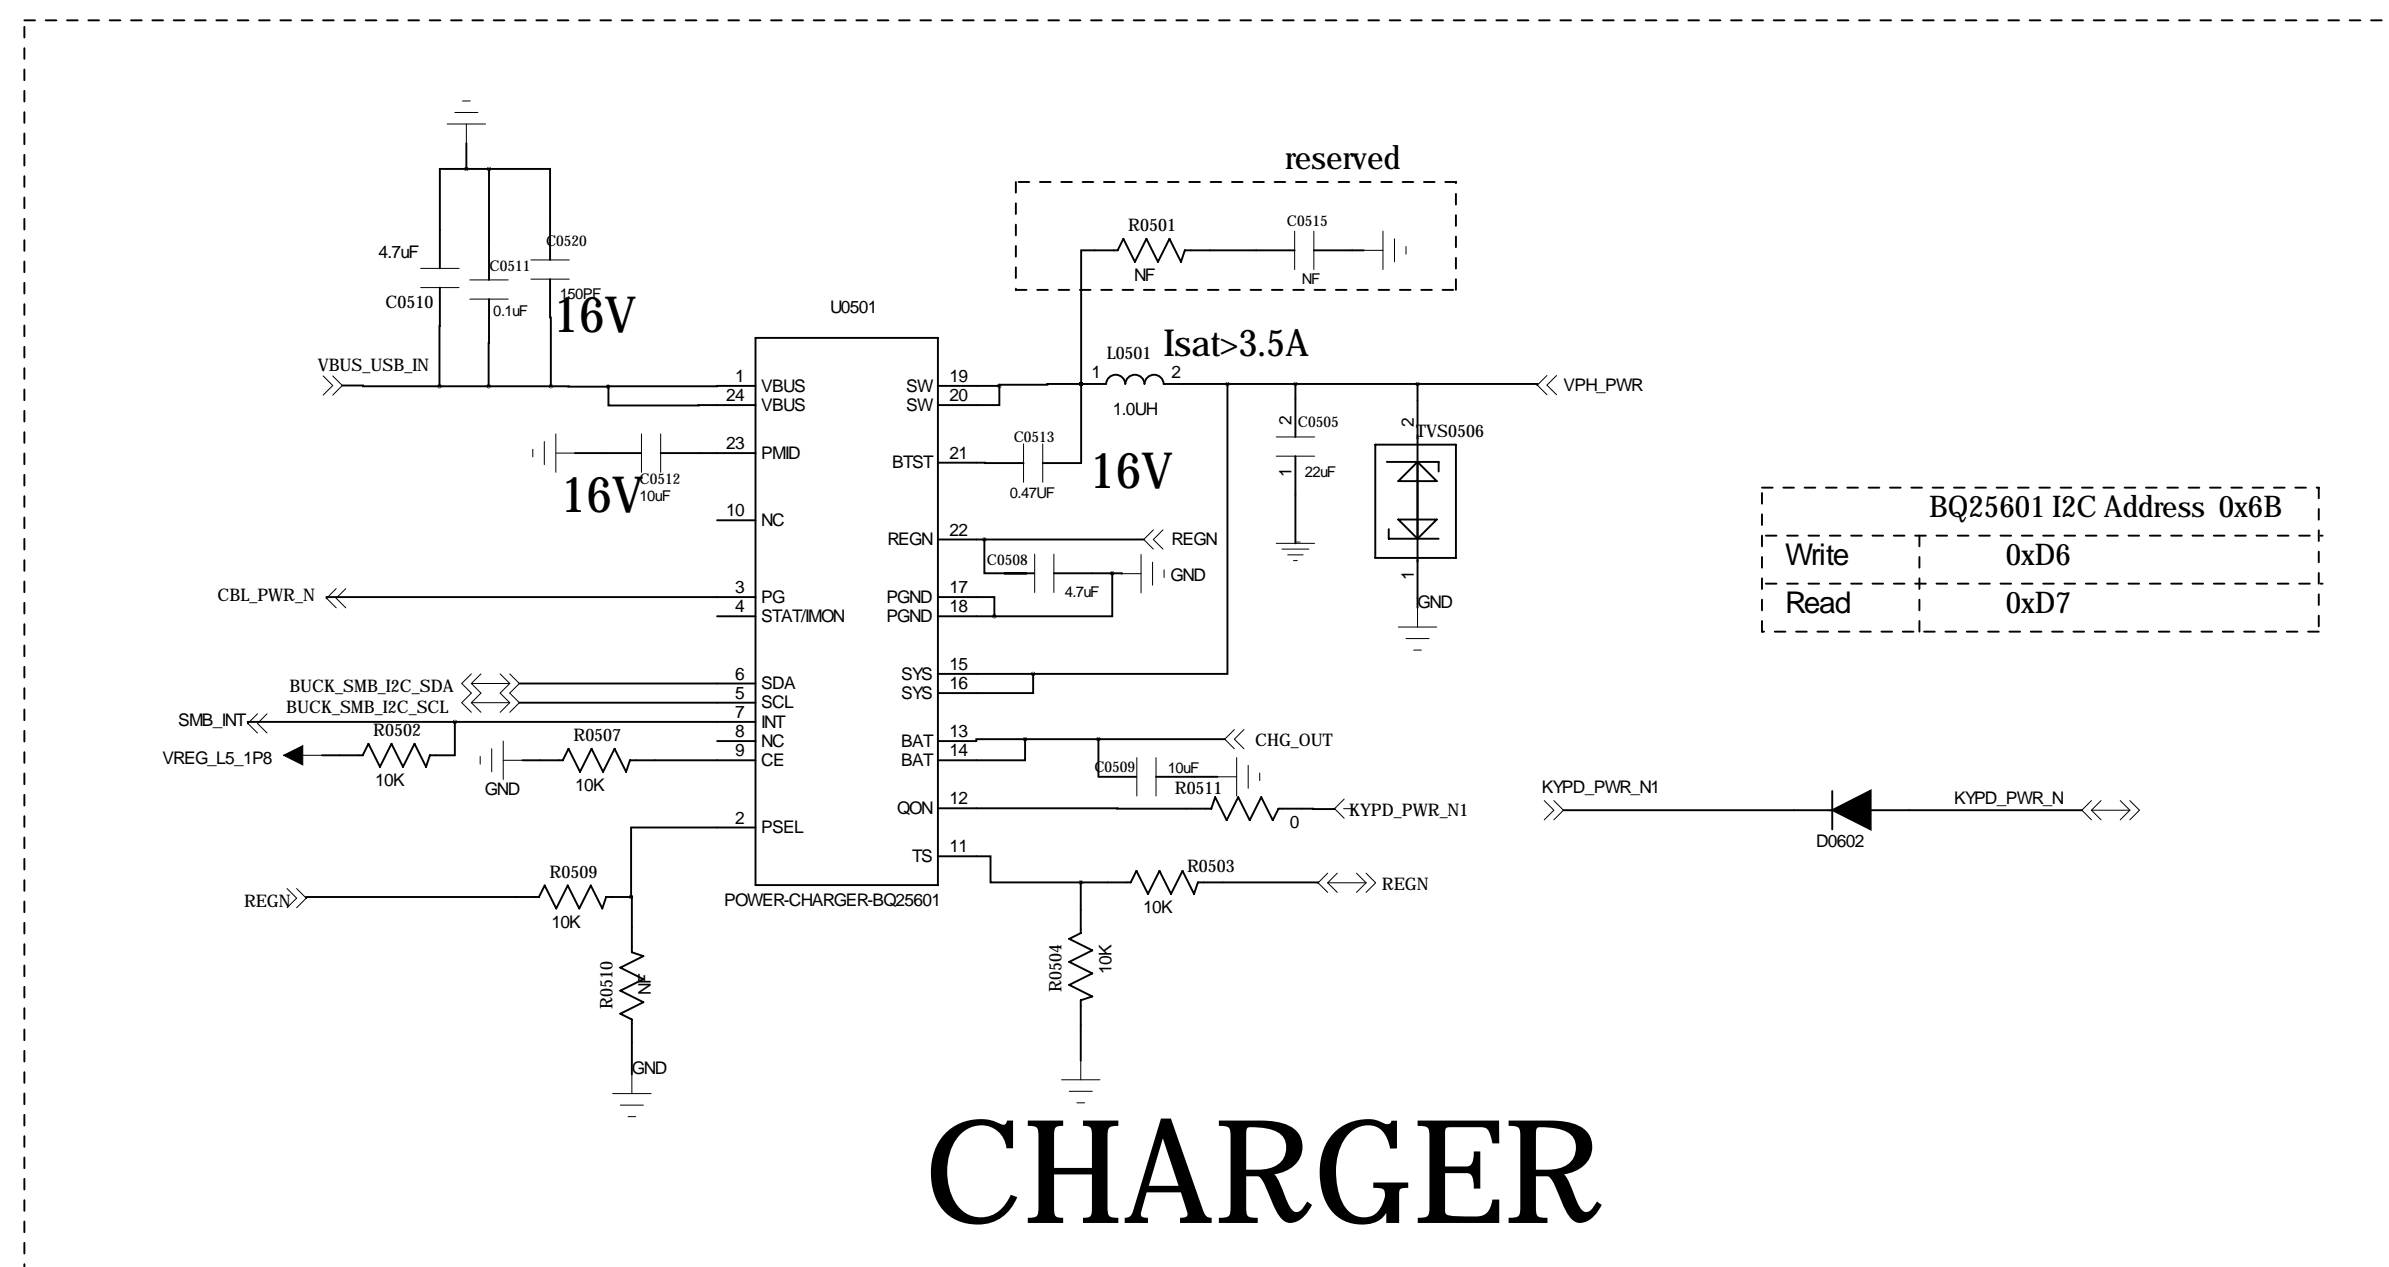 reserved
R0501
NF
C0515
NF
4.7uF
C0510
C0511
0.1uF
C0520
150PF
16V
U0501
VBUS_USB_IN
L0501
Isat>3.5A
1
2
1.0UH
VPH_PWR
1 VBUS
24 VBUS
23 PMID
10 NC
3 PG
4 STAT/IMON
6 SDA
5 SCL
7 INT
8 NC
9 CE
2 PSEL
SW 19
SW 20
BTST 21
REGN 22
PGND 17
PGND 18
SYS 15
SYS 16
BAT 13
BAT 14
QON 12
TS 11
POWER-CHARGER-BQ25601
C0512
10uF
16V
C0513
0.47UF
16V
2
C0505
1
22uF
2
TVS0506
1
GND
REGN
C0508
4.7uF
GND
BQ25601 I2C Address 0x6B
Write 0xD6
Read 0xD7
CBL_PWR_N
BUCK_SMB_I2C_SDA
BUCK_SMB_I2C_SCL
SMB_INT
R0502
10K
VREG_L5_1P8
R0507
10K
GND
CHG_OUT
C0509
10uF
R0511
0
KYPD_PWR_N1
KYPD_PWR_N1
KYPD_PWR_N
D0602
REGN
R0509
10K
R0510
NF
GND
R0503
10K
REGN
R0504
10K
CHARGER